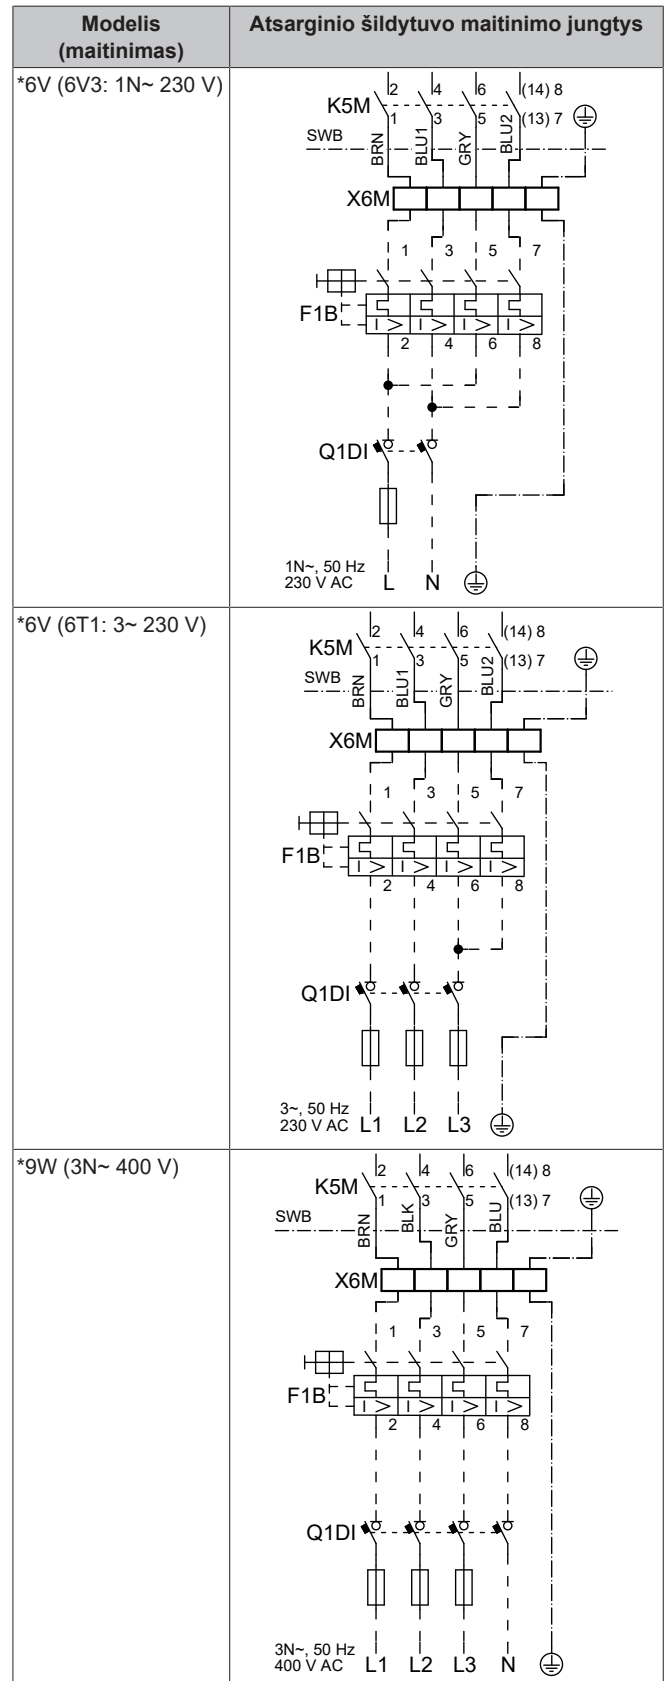 Modelis (maitinimas)
Atsarginio šildytuvo maitinimo jungtys
*6V (6V3: 1N~ 230 V)
2 4 6 (14) 8
K5M
1 3 5 (13) 7
SWB
BRN BLU1 GRY BLU2
X6M
1 3 5 7
F1B
I > I > I > I >
2 4 6 8
Q1DI
1N~, 50 Hz
230 V AC
L N
*6V (6T1: 3~ 230 V)
2 4 6 (14) 8
K5M
1 3 5 (13) 7
SWB
BRN BLU1 GRY BLU2
X6M
1 3 5 7
F1B
I > I > I > I >
2 4 6 8
Q1DI
3~, 50 Hz
230 V AC
L1 L2 L3
*9W (3N~ 400 V)
2 4 6 (14) 8
K5M
1 3 5 (13) 7
SWB
BRN BLK GRY BLU
X6M
1 3 5 7
F1B
I > I > I > I >
2 4 6 8
Q1DI
3N~, 50 Hz
400 V AC
L1 L2 L3 N